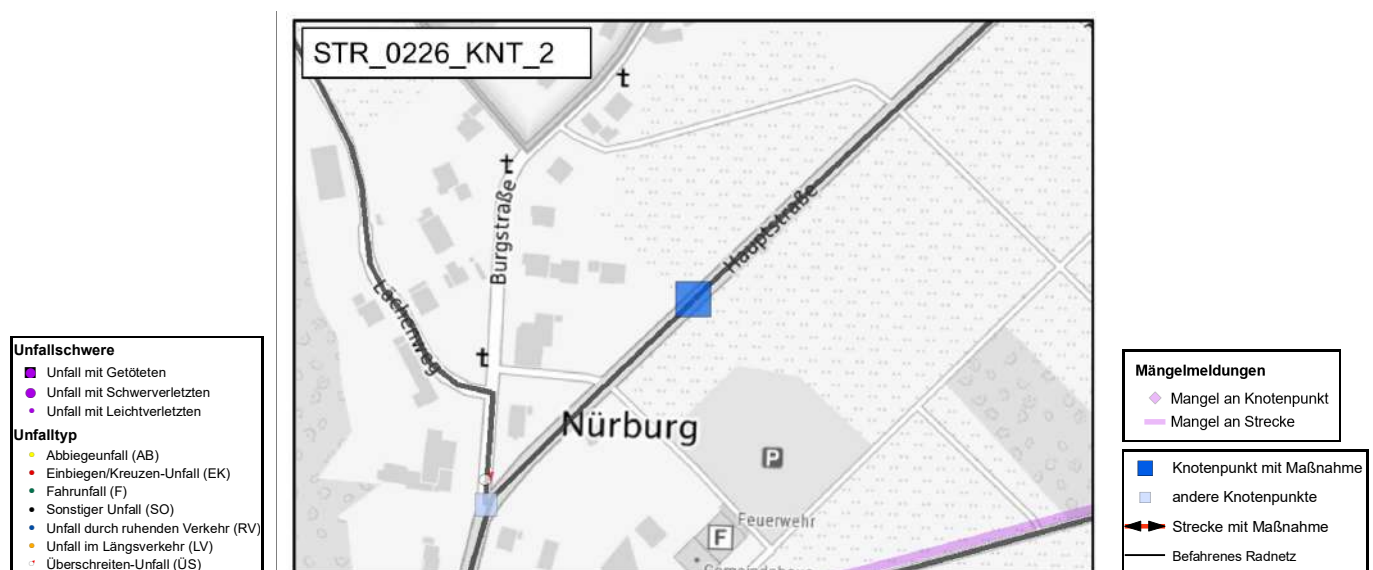 STR_0226_KNT_2
Burgstraße
Hauptstraße
Lächenweg
Nürburg
P
Feuerwehr
F
Unfallschwere
Unfall mit Getöteten
Unfall mit Schwerverletzten
Unfall mit Leichtverletzten
Unfalltyp
Abbiegeunfall (AB)
Einbiegen/Kreuzen-Unfall (EK)
Fahrunfall (F)
Sonstiger Unfall (SO)
Unfall durch ruhenden Verkehr (RV)
Unfall im Längsverkehr (LV)
Überschreiten-Unfall (ÜS)
Mängelmeldungen
Mangel an Knotenpunkt
Mangel an Strecke
Knotenpunkt mit Maßnahme
andere Knotenpunkte
Strecke mit Maßnahme
Befahrenes Radnetz